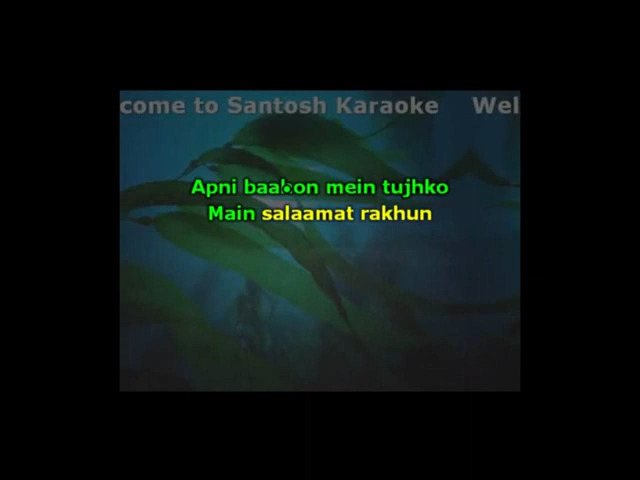 come to Santosh Karaoke Wel
Apni baahon mein tujhko
Main salaamat rakhun